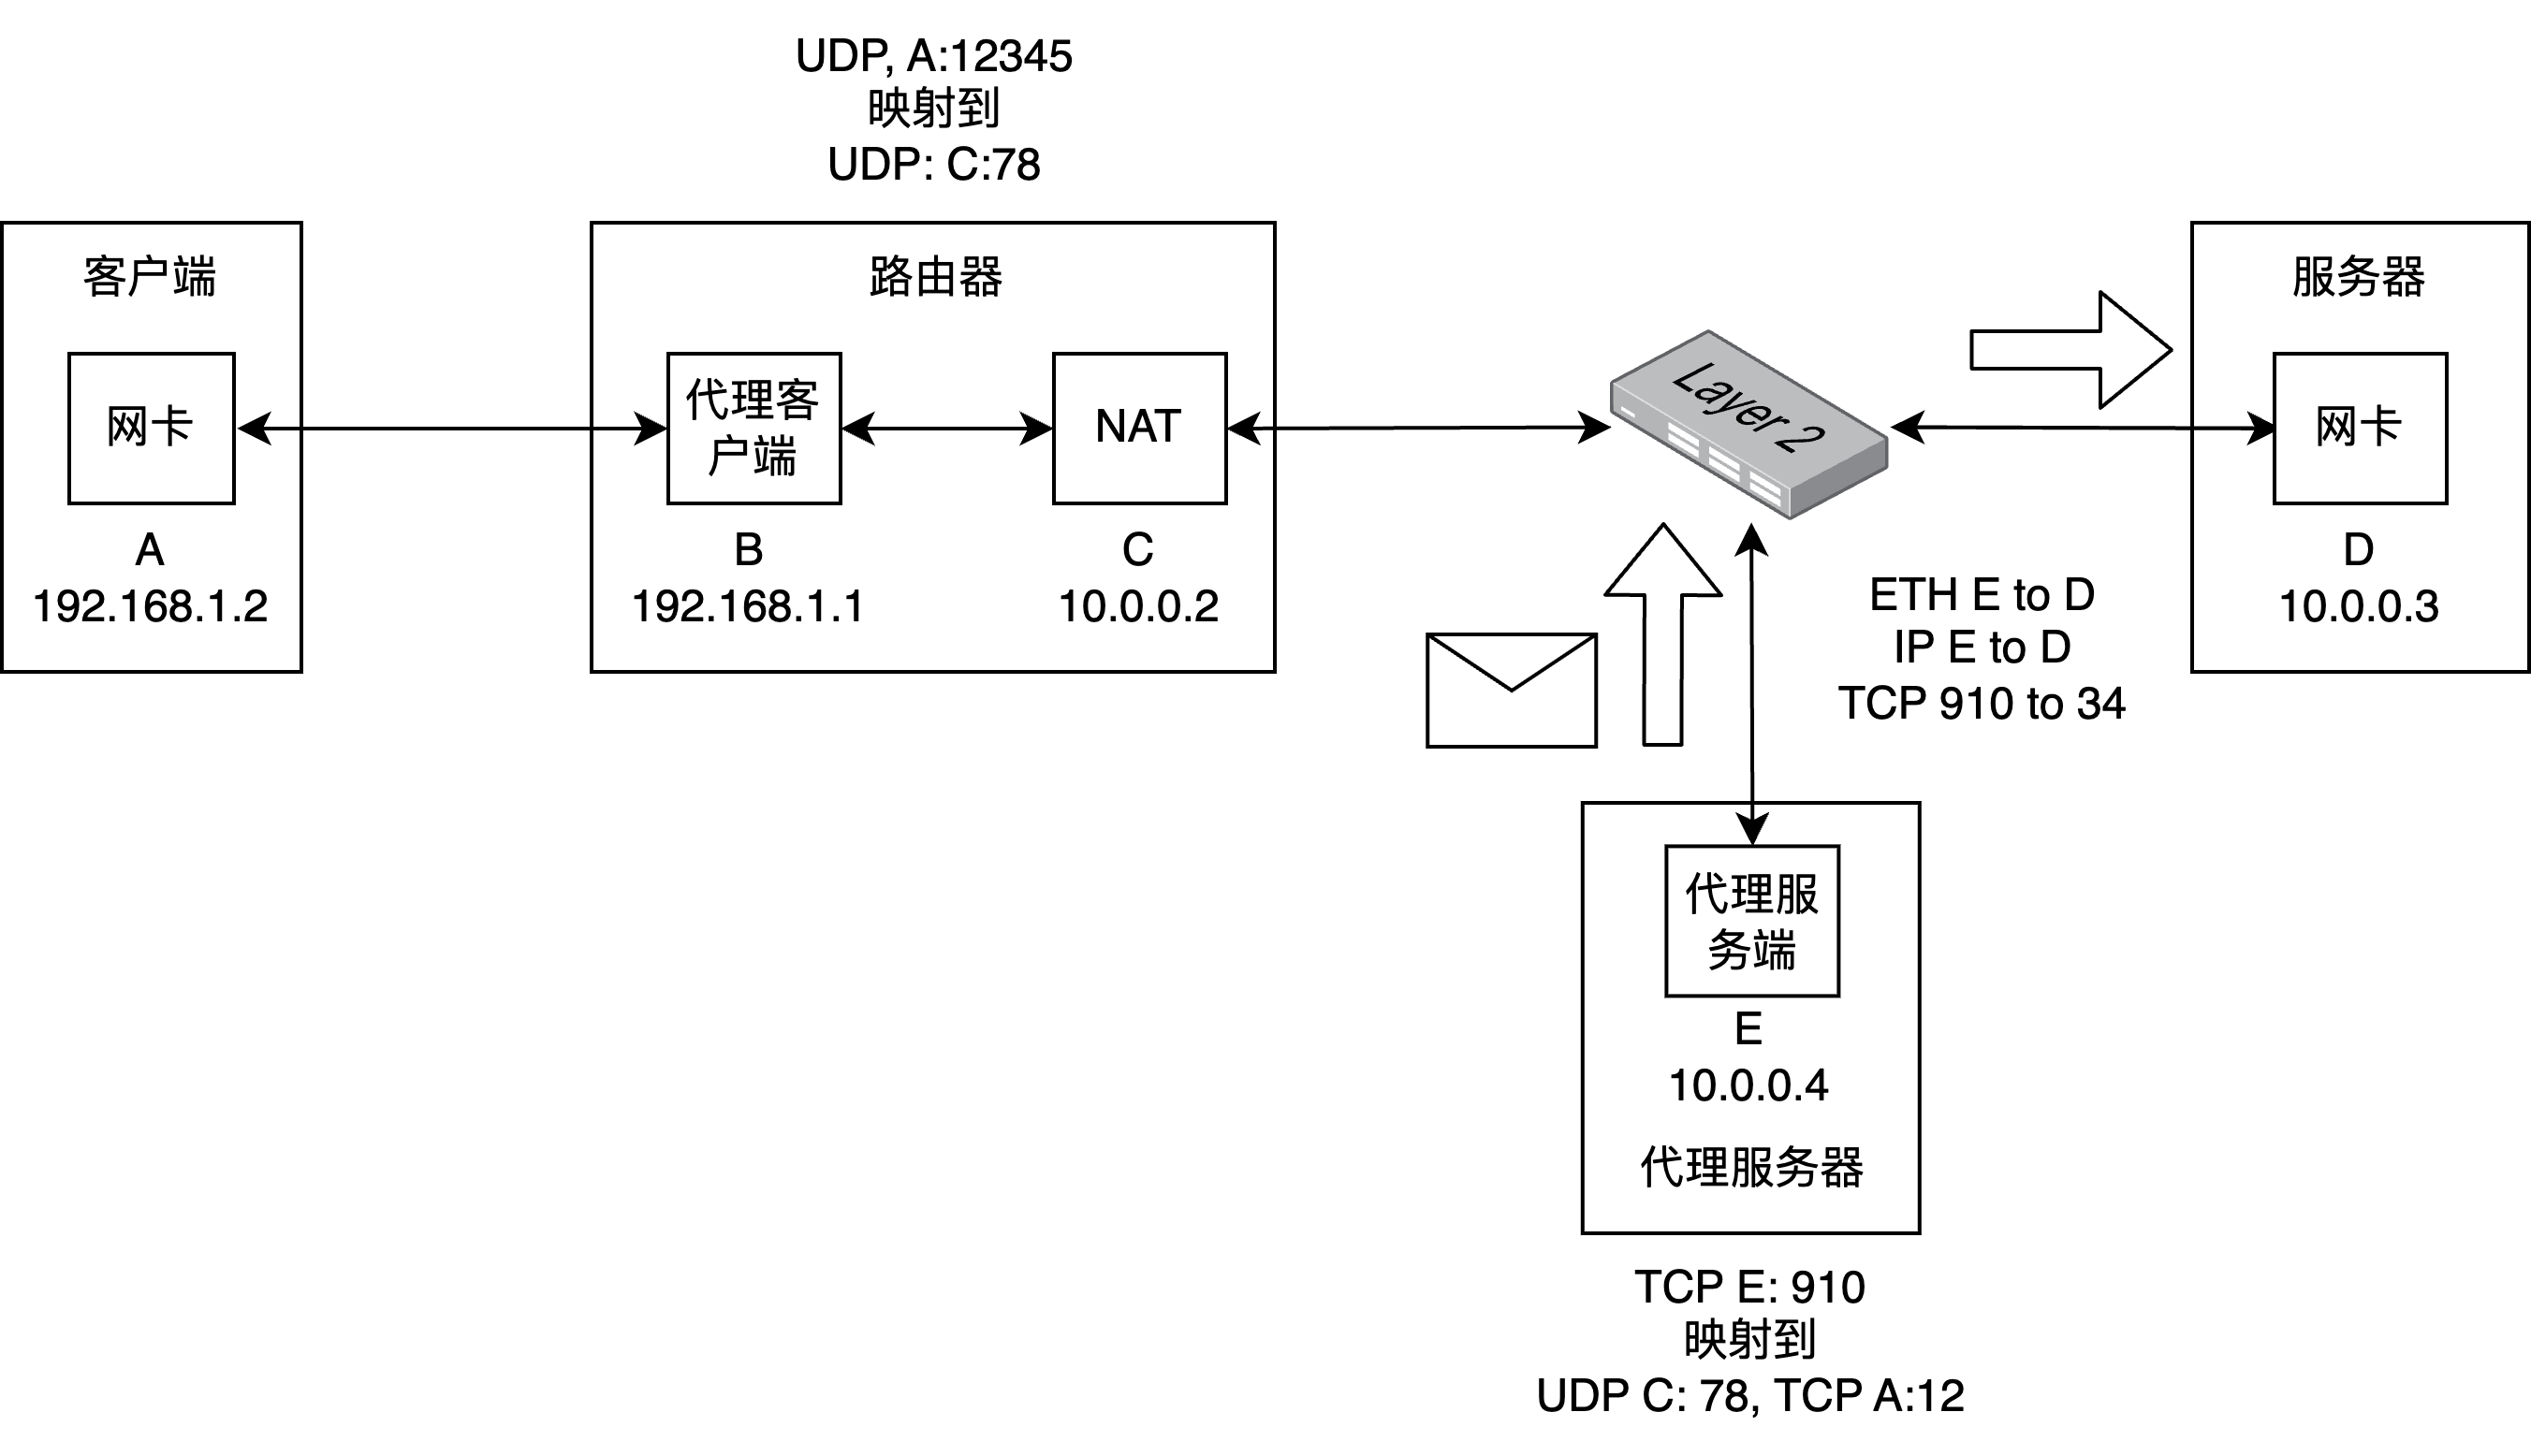 UDP, A:12345
映射到
UDP: C:78
客户端
网卡
A
192.168.1.2
路由器
代理客
户端
B
192.168.1.1
NAT
C
10.0.0.2
Layer 2
服务器
网卡
D
10.0.0.3
ETH E to D
IP E to D
TCP 910 to 34
代理服
务端
E
10.0.0.4
代理服务器
TCP E: 910
映射到
UDP C: 78, TCP A:12